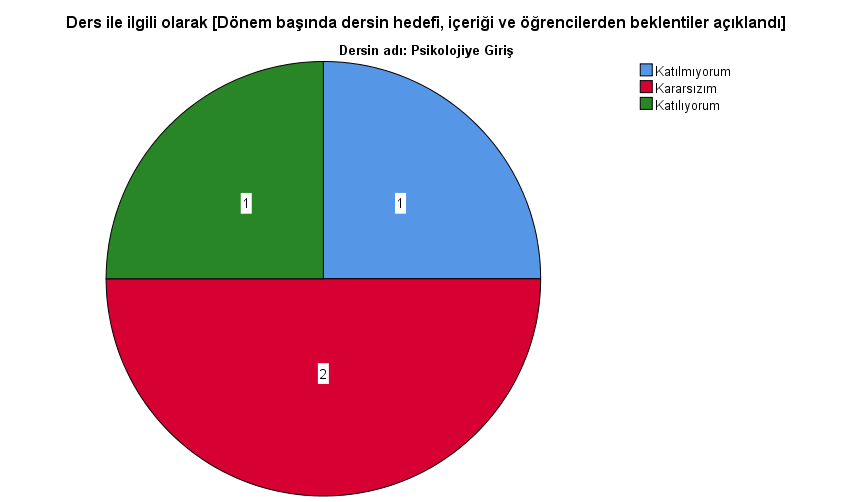 Ders ile ilgili olarak [Dönem başında dersin hedefi, içeriği ve öğrencilerden beklentiler açıklandı]
Dersin adı: Psikolojiye Giriş
Katılmıyorum
Kararsızım
Katılıyorum
1
1
2